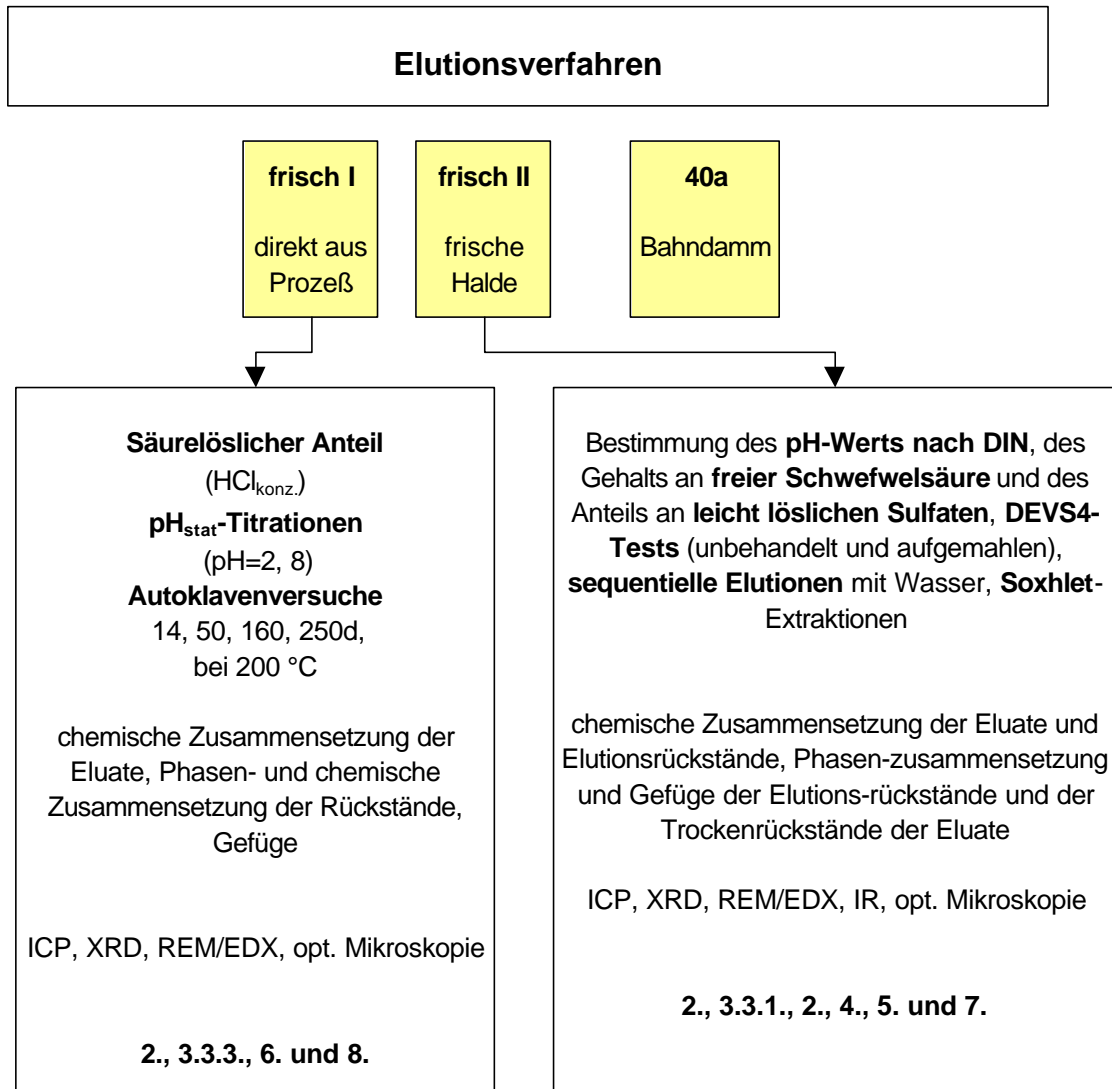 Elutionsverfahren
frisch I
direkt aus
Prozeß
frisch II
frische
Halde
40a
Bahndamm
Säurelöslicher Anteil
(HClkonz.)
pHstat-Titrationen
(pH=2, 8)
Autoklavenversuche
14, 50, 160, 250d,
bei 200 °C
chemische Zusammensetzung der
Eluate, Phasen- und chemische
Zusammensetzung der Rückstände,
Gefüge
ICP, XRD, REM/EDX, opt. Mikroskopie
2., 3.3.3., 6. und 8.
Bestimmung des pH-Werts nach DIN, des
Gehalts an freier Schwefwelsäure und des
Anteils an leicht löslichen Sulfaten, DEVS4-
Tests (unbehandelt und aufgemahlen),
sequentielle Elutionen mit Wasser, Soxhlet-
Extraktionen
chemische Zusammensetzung der Eluate und
Elutionsrückstände, Phasen-zusammensetzung
und Gefüge der Elutions-rückstände und der
Trockenrückstände der Eluate
ICP, XRD, REM/EDX, IR, opt. Mikroskopie
2., 3.3.1., 2., 4., 5. und 7.